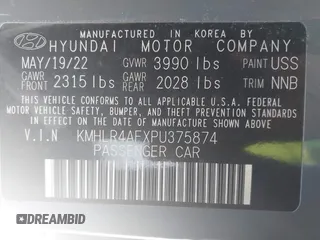 MANUFACTURED IN KOREA BY
HYUNDAI MOTOR COMPANY
MAY/19/22 GVWR 3990 lbs PAINT USS
GAWR FRONT 2315 lbs GAWR REAR 2028 lbs TRIM NNB
THIS VEHICLE CONFORMS TO ALL APPLICABLE
U.S. FEDERAL MOTOR VEHICLE SAFETY, BUMPER,
AND THEFT PREVENTION STANDARDS IN EFFECT ON
THE DATE OF MANUFACTURE SHOWN ABOVE.
V.I.N KMHLR4AFXPU375874
PASSENGER CAR
DREAMBID
dreambid.com